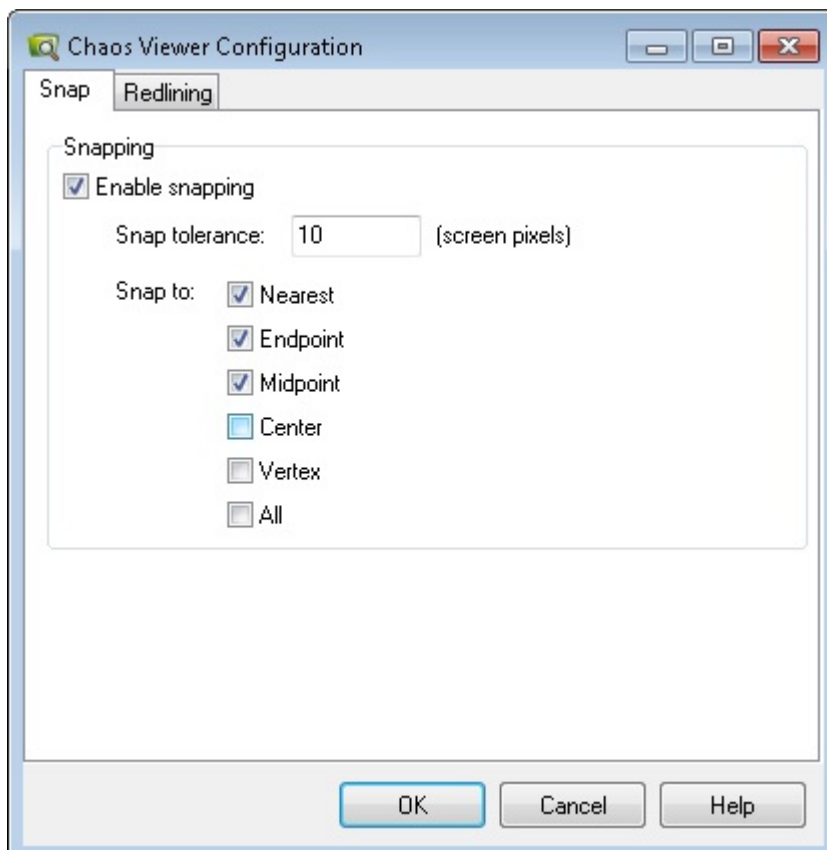 Chaos Viewer Configuration
Snap Redlining
Snapping
Enable snapping
Snap tolerance: 10 (screen pixels)
Snap to: Nearest
Endpoint
Midpoint
Center
Vertex
All
OK Cancel Help